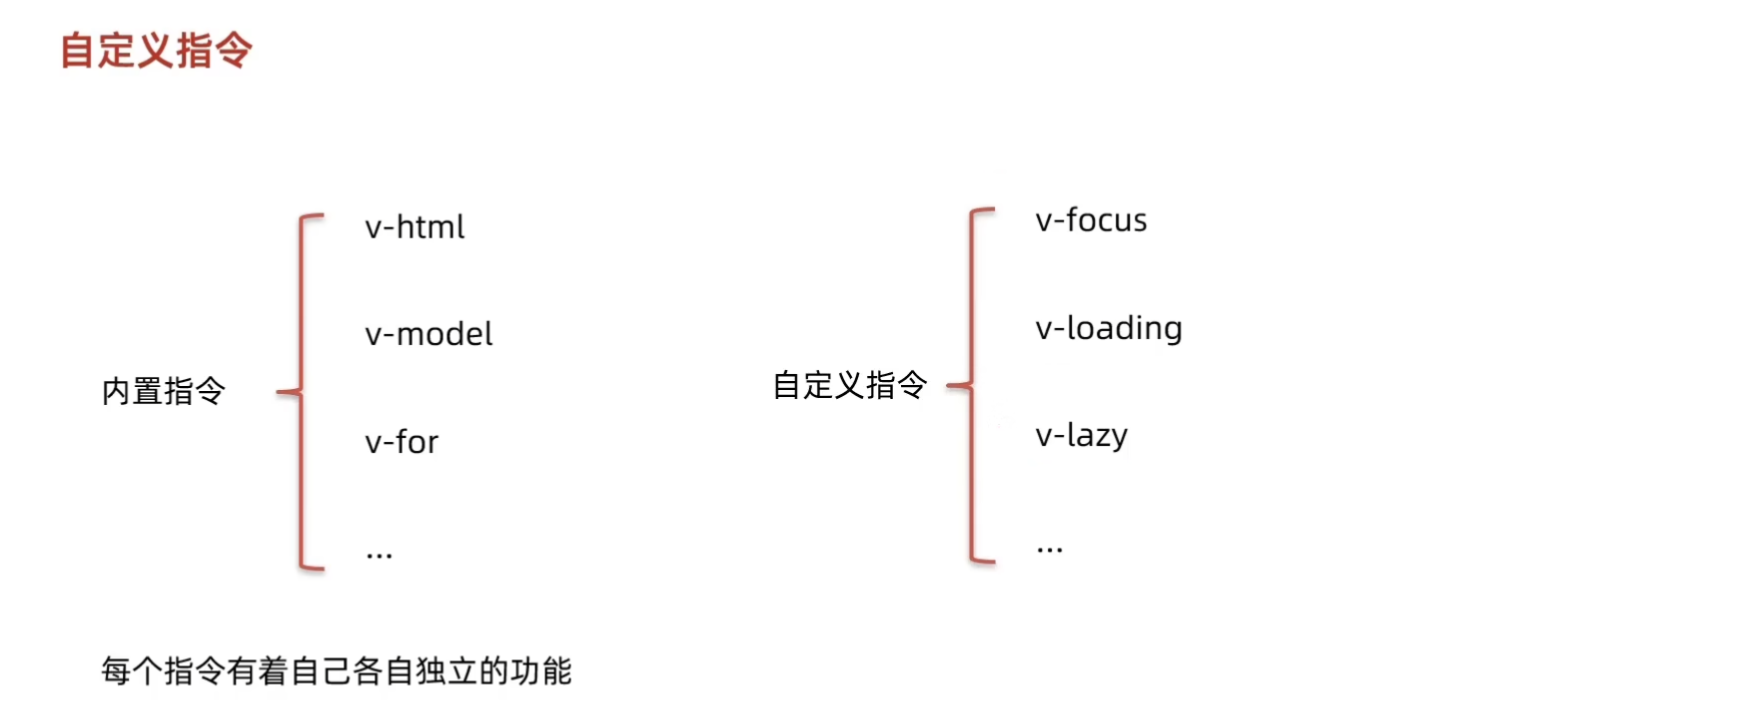 自定义指令
内置指令
v-html
v-model
v-for
...
自定义指令
v-focus
v-loading
v-lazy
...
每个指令有着自己各自独立的功能